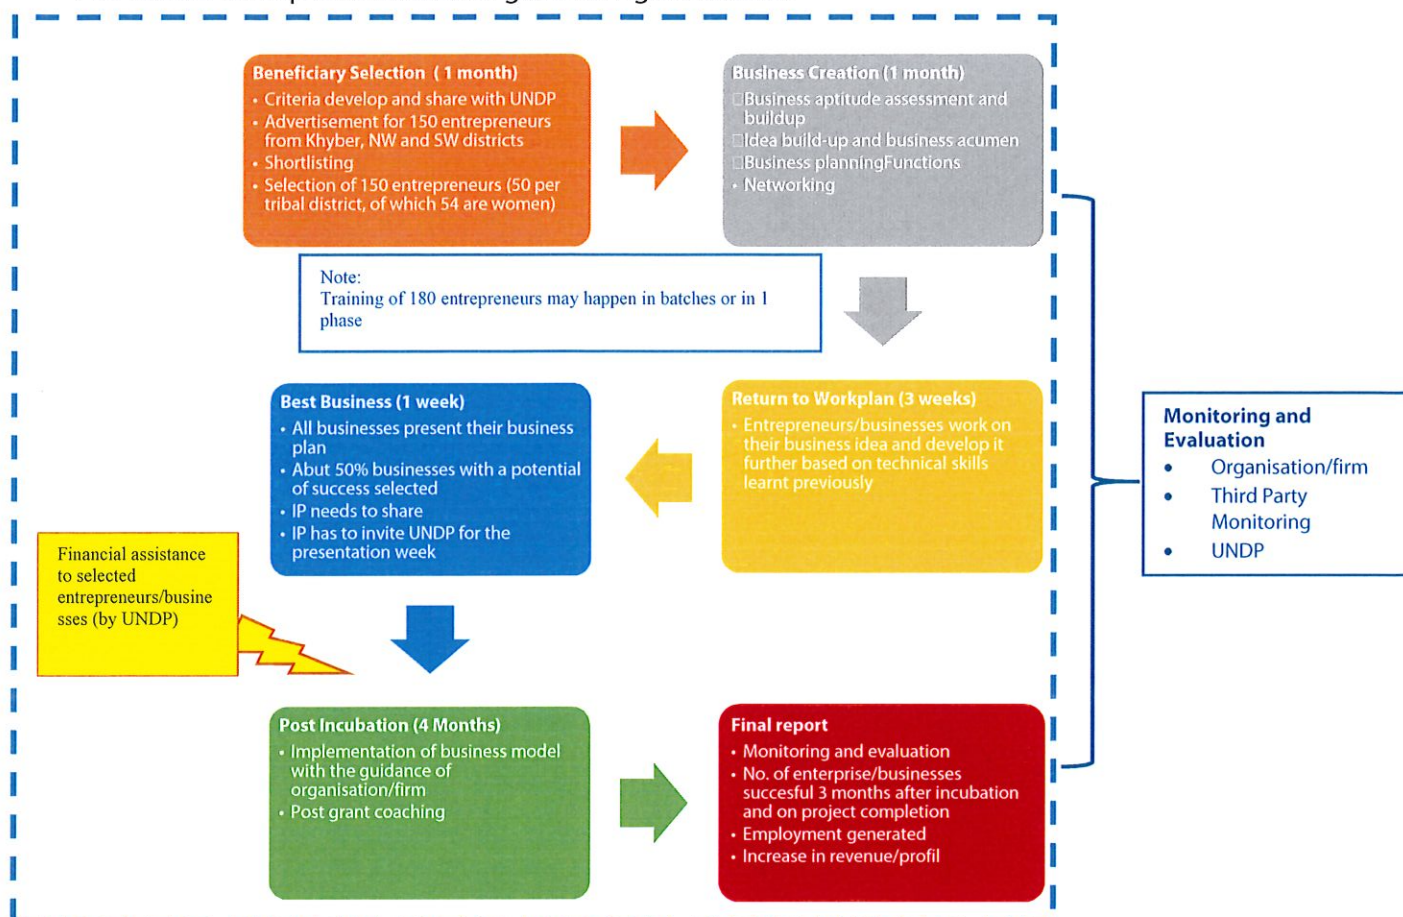 Beneficiary Selection ( 1 month)
• Criteria develop and share with UNDP
• Advertisement for 150 entrepreneurs
from Khyber, NW and SW districts
• Shortlisting
• Selection of 150 entrepreneurs (50 per
tribal district, of which 54 are women)
Business Creation (1 month)
□Business aptitude assessment and
buildup
□Idea build-up and business acumen
□Business planningFunctions
• Networking
Note:
Training of 180 entrepreneurs may happen in batches or in 1
phase
Return to Workplan (3 weeks)
• Entrepreneurs/businesses work on
their business idea and develop it
further based on technical skills
learnt previously
Best Business (1 week)
• All businesses present their business
plan
• Abut 50% businesses with a potential
of success selected
• IP needs to share
• IP has to invite UNDP for the
presentation week
Financial assistance
to selected
entrepreneurs/busine
sses (by UNDP)
Post Incubation (4 Months)
• Implementation of business model
with the guidance of
organisation/firm
• Post grant coaching
Final report
• Monitoring and evaluation
• No. of enterprise/businesses
succesful 3 months after incubation
and on project completion
• Employment generated
• Increase in revenue/profil
Monitoring and
Evaluation
• Organisation/firm
• Third Party
Monitoring
• UNDP